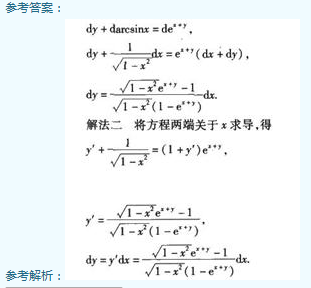 参考答案：
dy + darcsinx = de^{x+y},
dy + \frac{1}{\sqrt{1-x^2}}dx = e^{x+y}(dx + dy),
dy = \frac{\sqrt{1-x^2}e^{x+y}-1}{\sqrt{1-x^2}(1-e^{x+y})}dx.
解法二 将方程两端关于 x 求导,得
y' + \frac{1}{\sqrt{1-x^2}} = (1+y')e^{x+y},
y' = \frac{\sqrt{1-x^2}e^{x+y}-1}{\sqrt{1-x^2}(1-e^{x+y})},
dy = y'dx = \frac{\sqrt{1-x^2}e^{x+y}-1}{\sqrt{1-x^2}(1-e^{x+y})}dx.
参考解析：